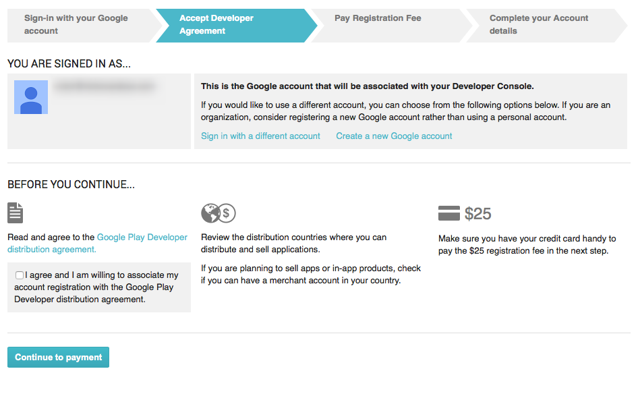 Sign-in with your Google
account
Accept Developer
Agreement
Pay Registration Fee
Complete your Account
details
YOU ARE SIGNED IN AS...
This is the Google account that will be associated with your Developer Console.
If you would like to use a different account, you can choose from the following options below. If you are an
organization, consider registering a new Google account rather than using a personal account.
Sign in with a different account
Create a new Google account
BEFORE YOU CONTINUE...
Read and agree to the Google Play Developer
distribution agreement.
I agree and I am willing to associate my
account registration with the Google Play
Developer distribution agreement.
$
Review the distribution countries where you can
distribute and sell applications.
If you are planning to sell apps or in-app products, check
if you can have a merchant account in your country.
$25
Make sure you have your credit card handy to
pay the $25 registration fee in the next step.
Continue to payment